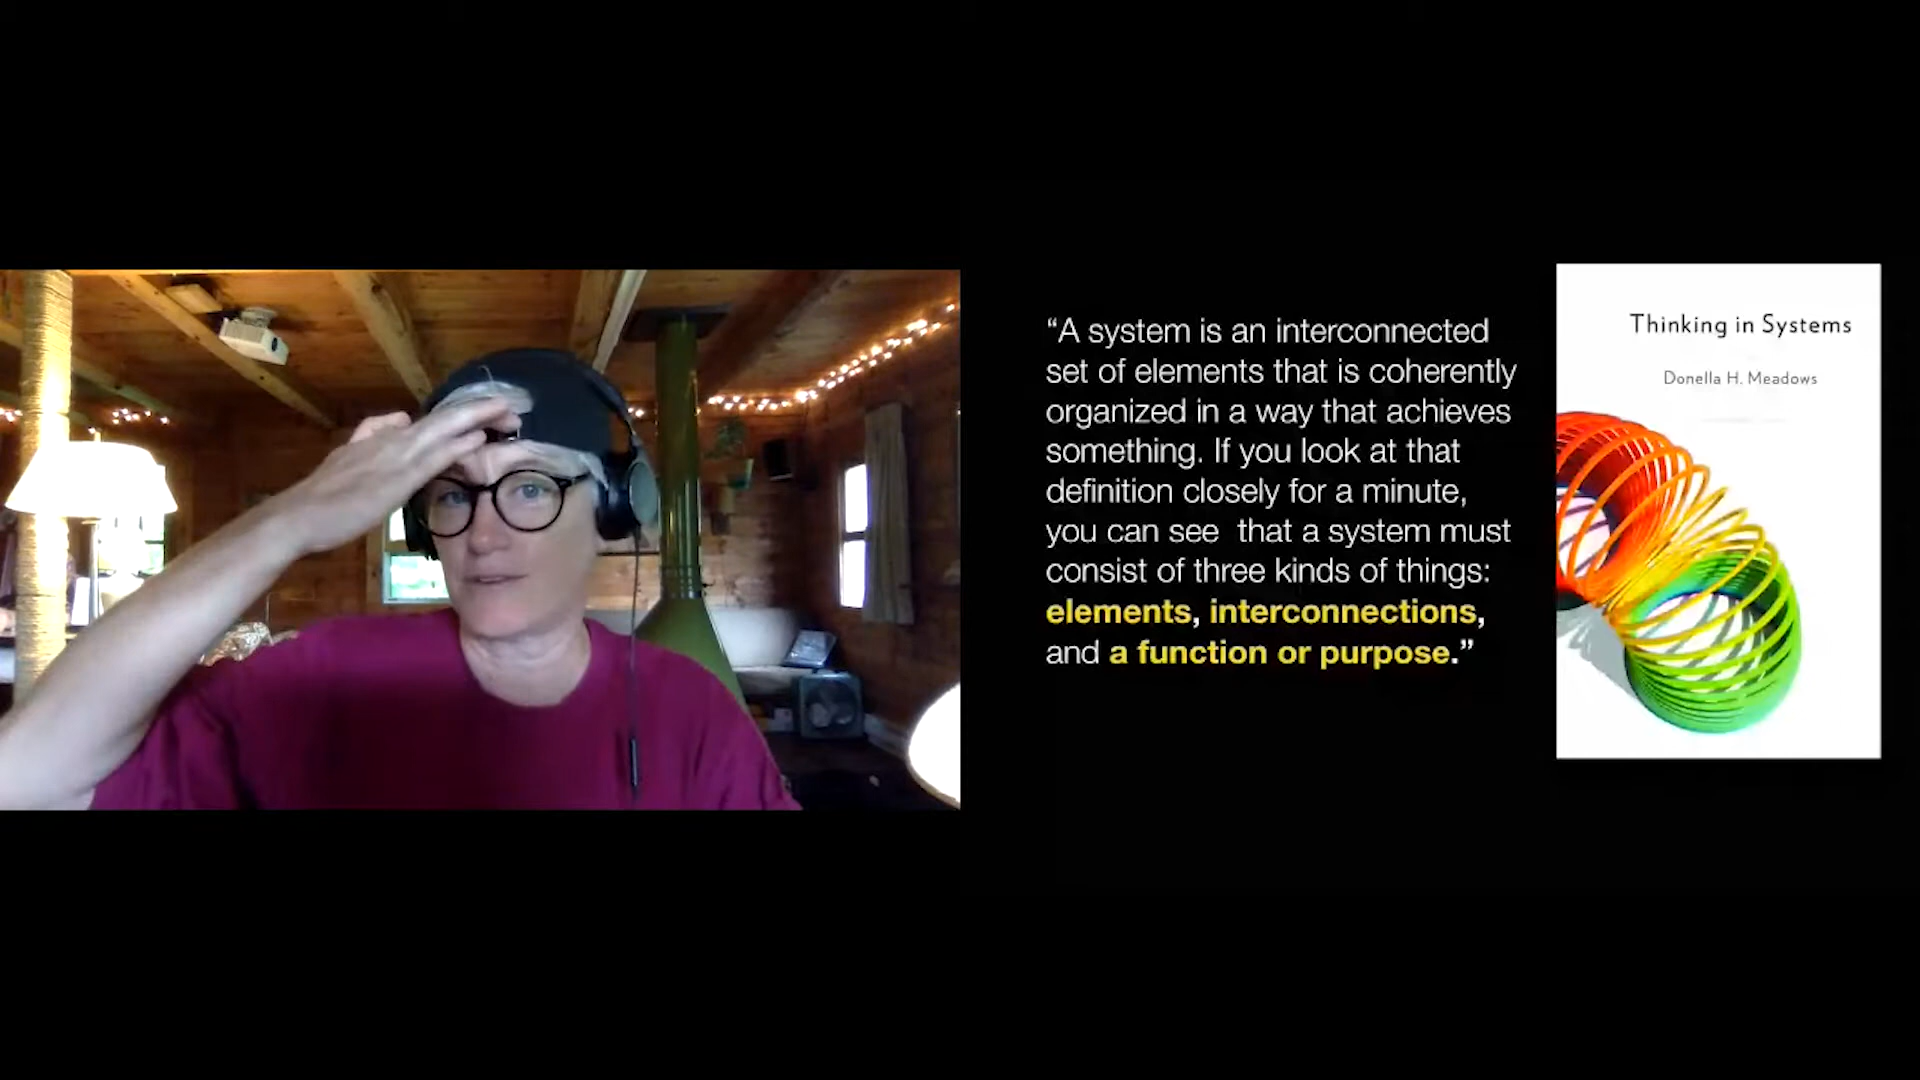 “A system is an interconnected
set of elements that is coherently
organized in a way that achieves
something. If you look at that
definition closely for a minute,
you can see  that a system must
consist of three kinds of things:
elements, interconnections,
and a function or purpose.”
Thinking in Systems
Donella H. Meadows